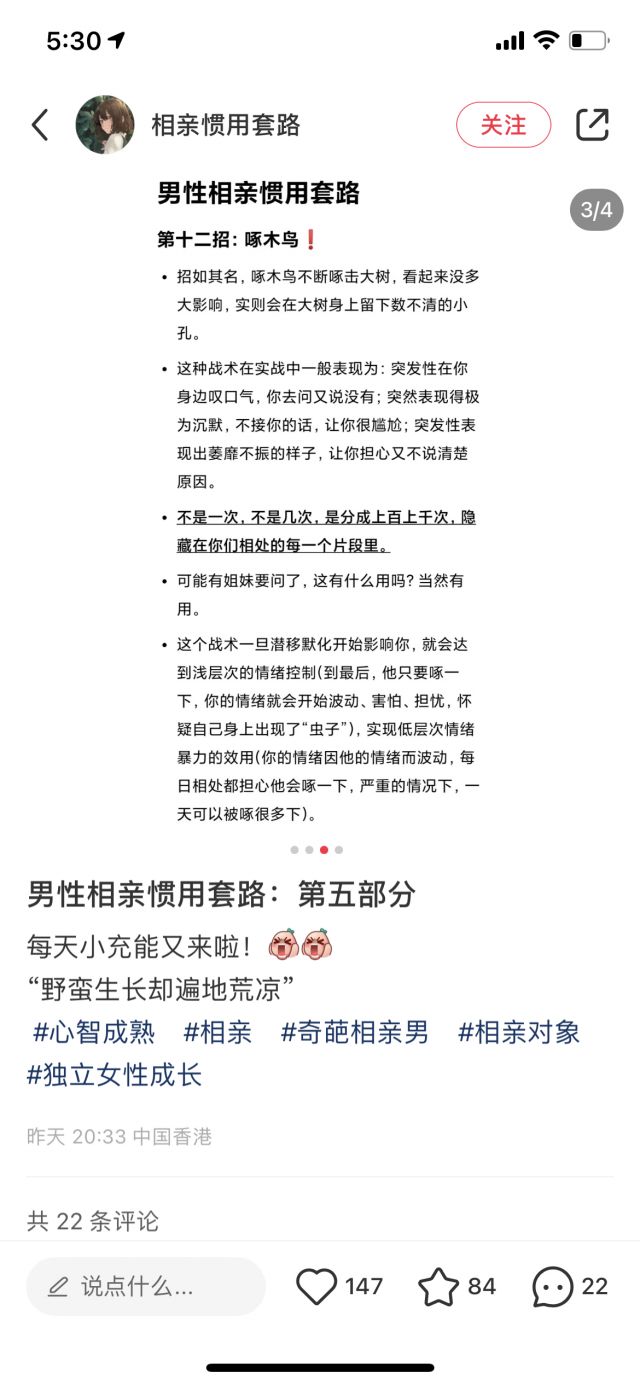 5:30
相亲惯用套路
关注
男性相亲惯用套路
3/4
第十二招：啄木鸟❗
• 招如其名，啄木鸟不断啄击大树，看起来没多
大影响，实则会在大树身上留下数不清的小
孔。
• 这种战术在实战中一般表现为：突发性在你
身边叹口气，你去问又说没有；突然表现得极
为沉默，不接你的话，让你很尴尬；突发性表
现出萎靡不振的样子，让你担心又不说清楚
原因。
• 不是一次，不是几次，是分成上百上千次，隐
藏在你们相处的每一个片段里。
• 可能有姐妹要问了，这有什么用吗？当然有
用。
• 这个战术一旦潜移默化开始影响你，就会达
到浅层次的情绪控制(到最后，他只要啄一
下，你的情绪就会开始波动、害怕、担忧，怀
疑自己身上出现了“虫子”)，实现低层次情绪
暴力的效用(你的情绪因他的情绪而波动，每
日相处都担心他会啄一下，严重的情况下，一
天可以被啄很多下)。
男性相亲惯用套路：第五部分
每天小充能又来啦！
“野蛮生长却遍地荒凉”
#心智成熟 #相亲 #奇葩相亲男 #相亲对象
#独立女性成长
昨天 20:33 中国香港
共 22 条评论
说点什么...
147
84
22